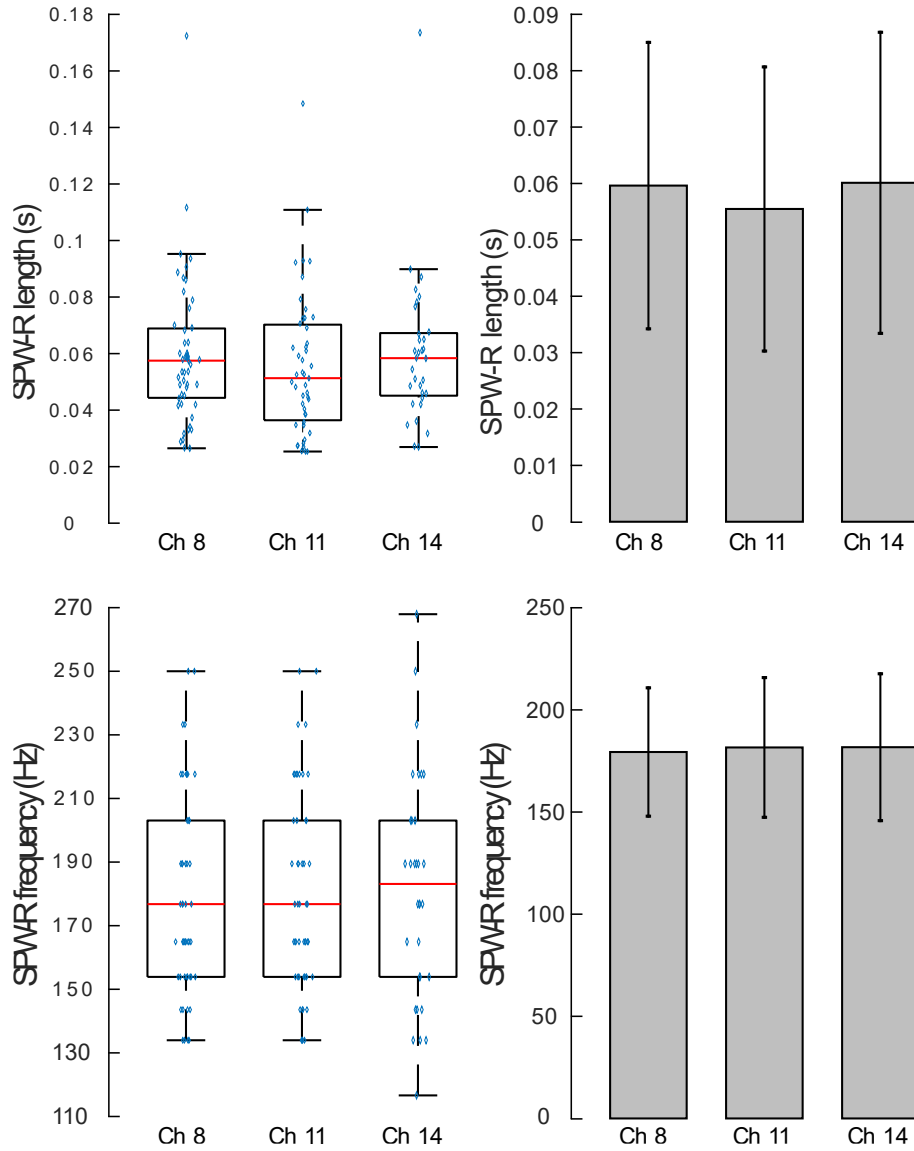 SPW-R length (s)
0.18
0.16
0.14
0.12
0.1
0.08
0.06
0.04
0.02
0
Ch 8
Ch 11
Ch 14
SPW-R length (s)
0.09
0.08
0.07
0.06
0.05
0.04
0.03
0.02
0.01
0
Ch 8
Ch 11
Ch 14
SPW-R frequency (Hz)
270
250
230
210
190
170
150
130
110
Ch 8
Ch 11
Ch 14
SPW-R frequency (Hz)
250
200
150
100
50
0
Ch 8
Ch 11
Ch 14